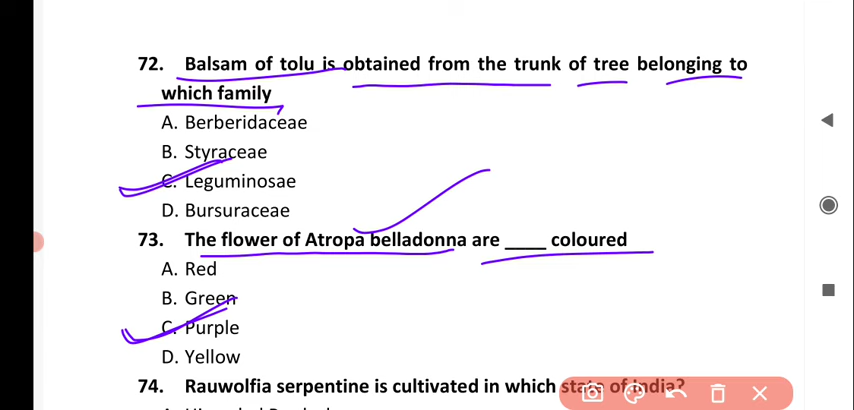 72. Balsam of tolu is obtained from the trunk of tree belonging to
which family
A. Berberidaceae
B. Styraceae
C. Leguminosae
D. Bursuraceae
73. The flower of Atropa belladonna are ____ coloured
A. Red
B. Green
C. Purple
D. Yellow
74. Rauwolfia serpentine is cultivated in which state of India?